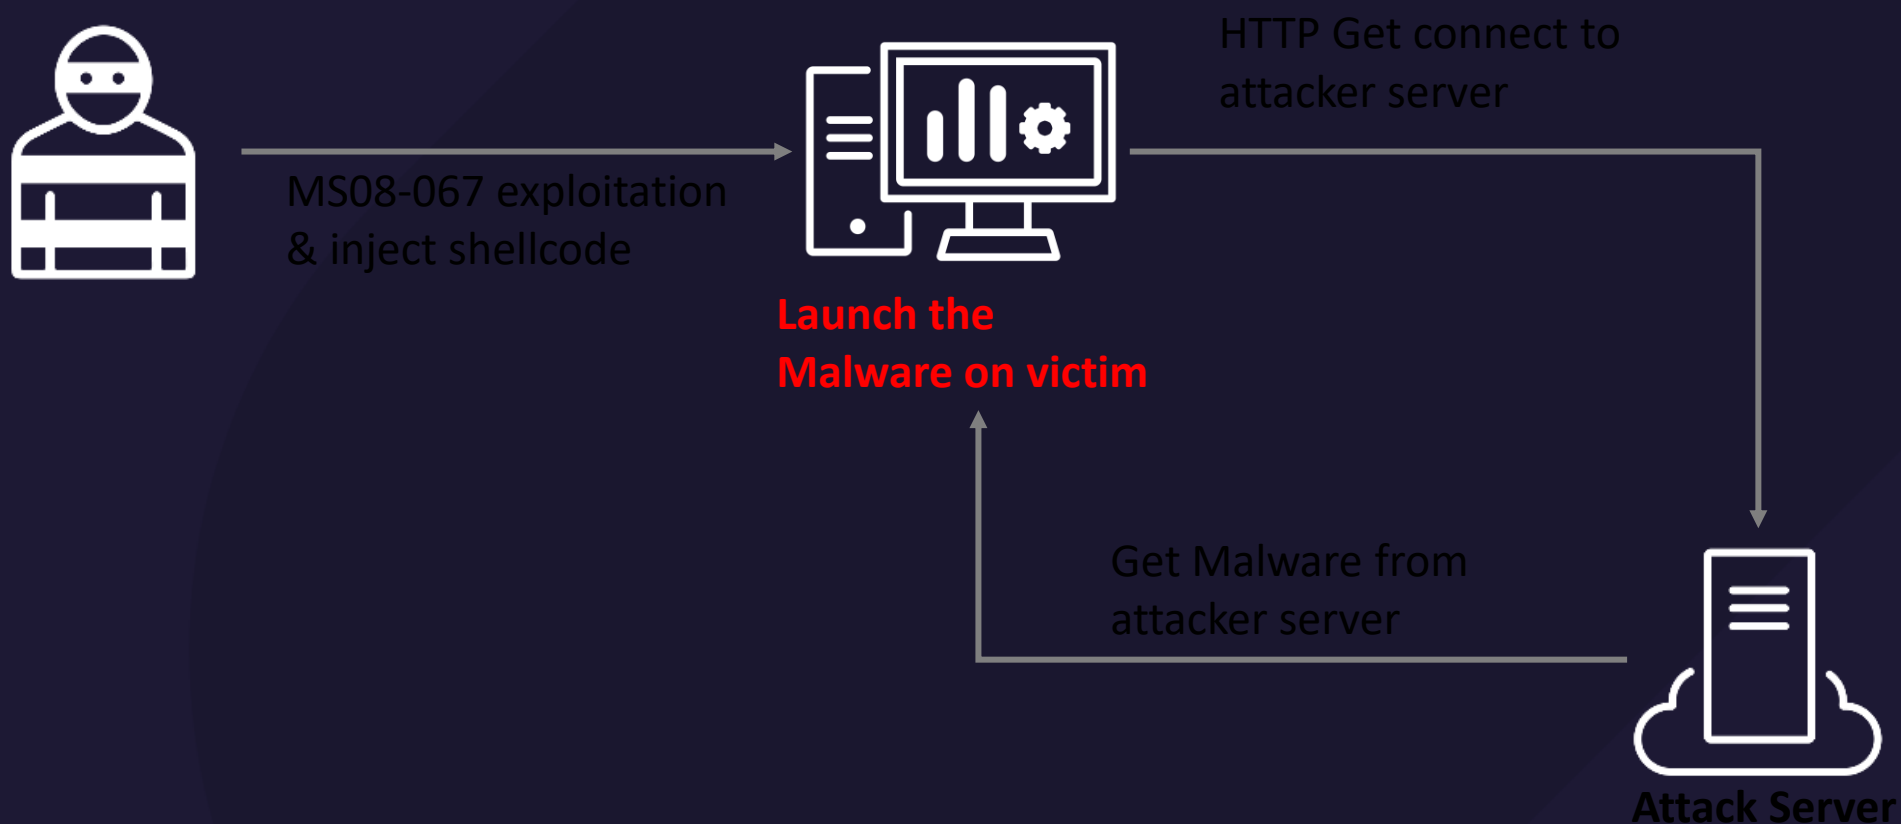 HTTP Get connect to
attacker server
MS08-067 exploitation
& inject shellcode
Launch the
Malware on victim
Get Malware from
attacker server
Attack Server